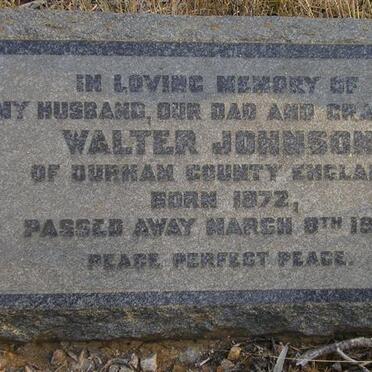 IN LOVING MEMORY OF
MY HUSBAND, OUR DAD AND
WALTER JOHNSON
OF DURHAM COUNTY
BORN 1872,
PASSED AWAY MARCH 8TH
PEACE, PERFECT PEACE.